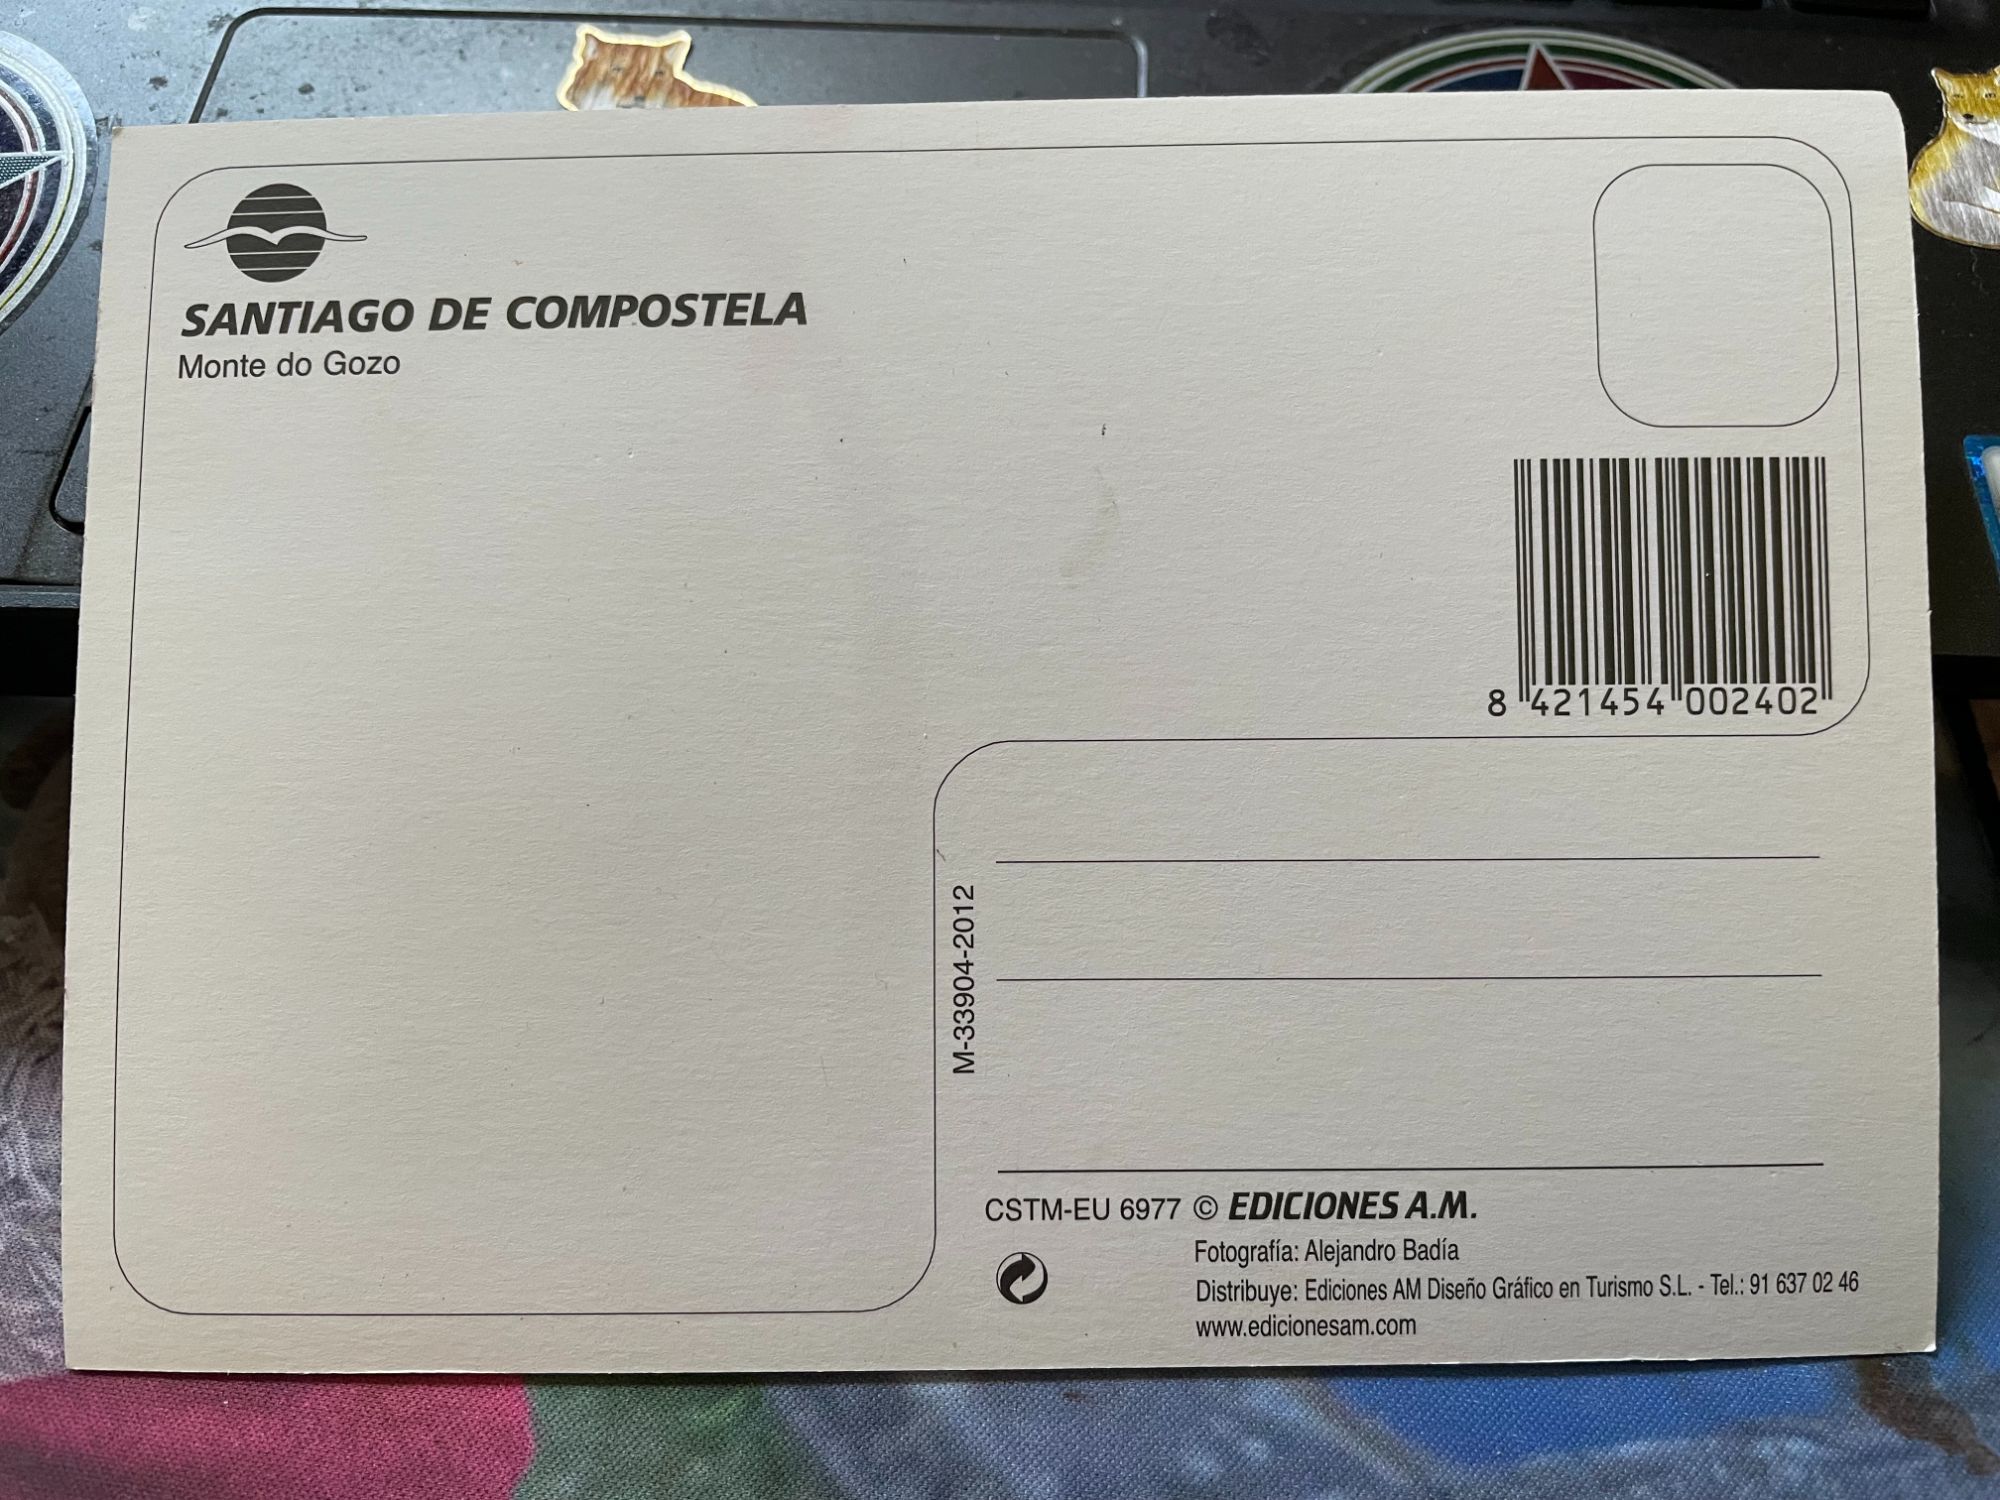 SANTIAGO DE COMPOSTELA
Monte do Gozo
8 421454 002402
M-33904-2012
CSTM-EU 6977 © EDICIONES A.M.
Fotografía: Alejandro Badía
Distribuye: Ediciones AM Diseño Gráfico en Turismo S.L. - Tel.: 91 637 02 46
www.edicionesam.com